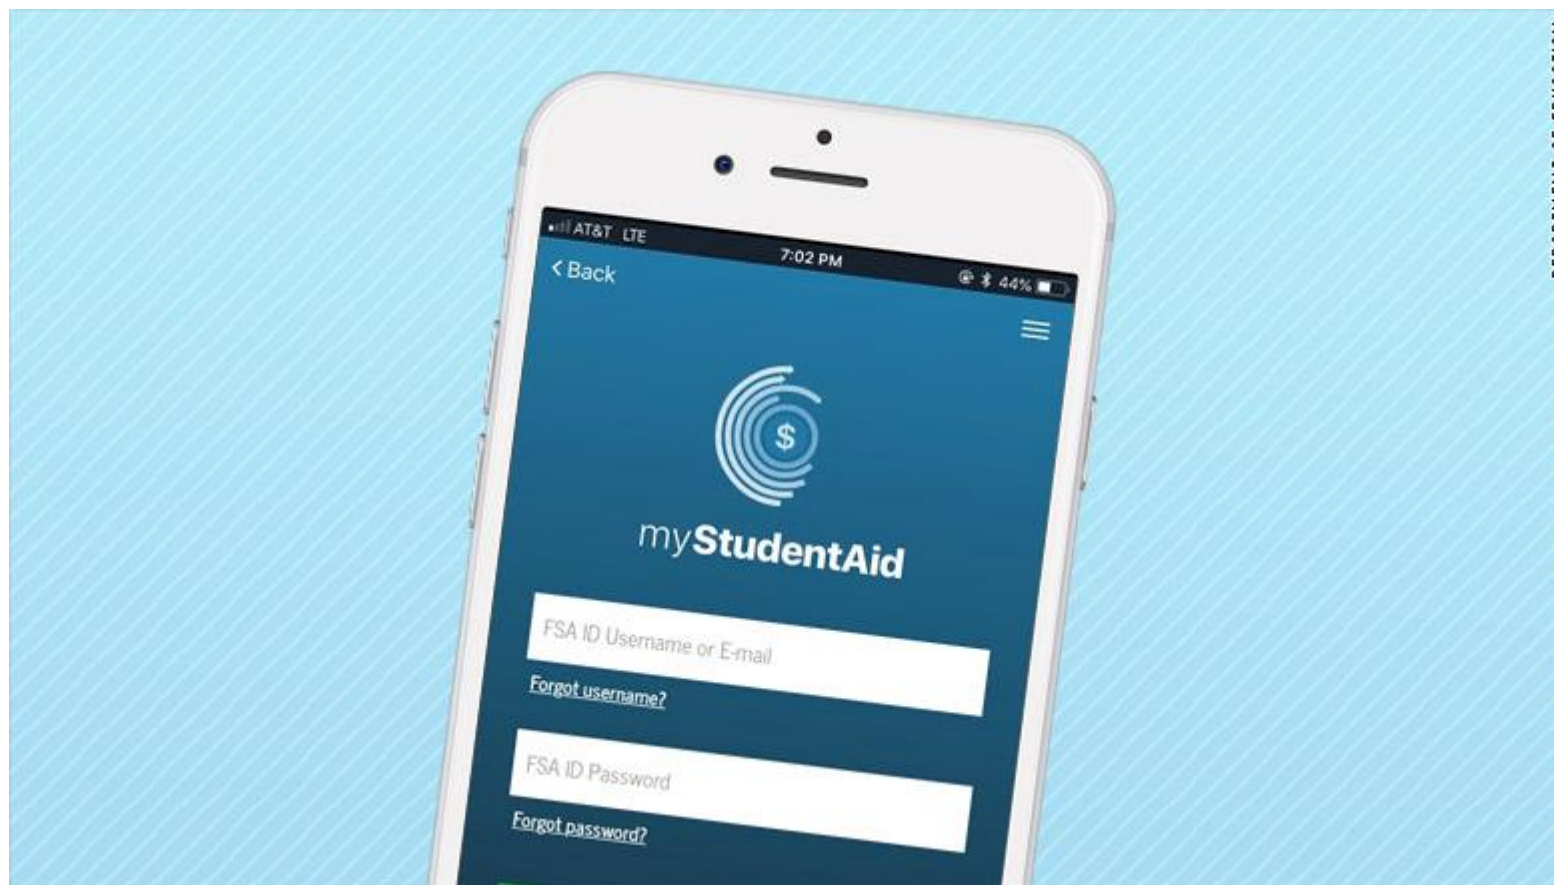 AT&T LTE 7:02 PM 44%
Back
$
myStudentAid
FSA ID Username or E-mail
Forgot username?
FSA ID Password
Forgot password?